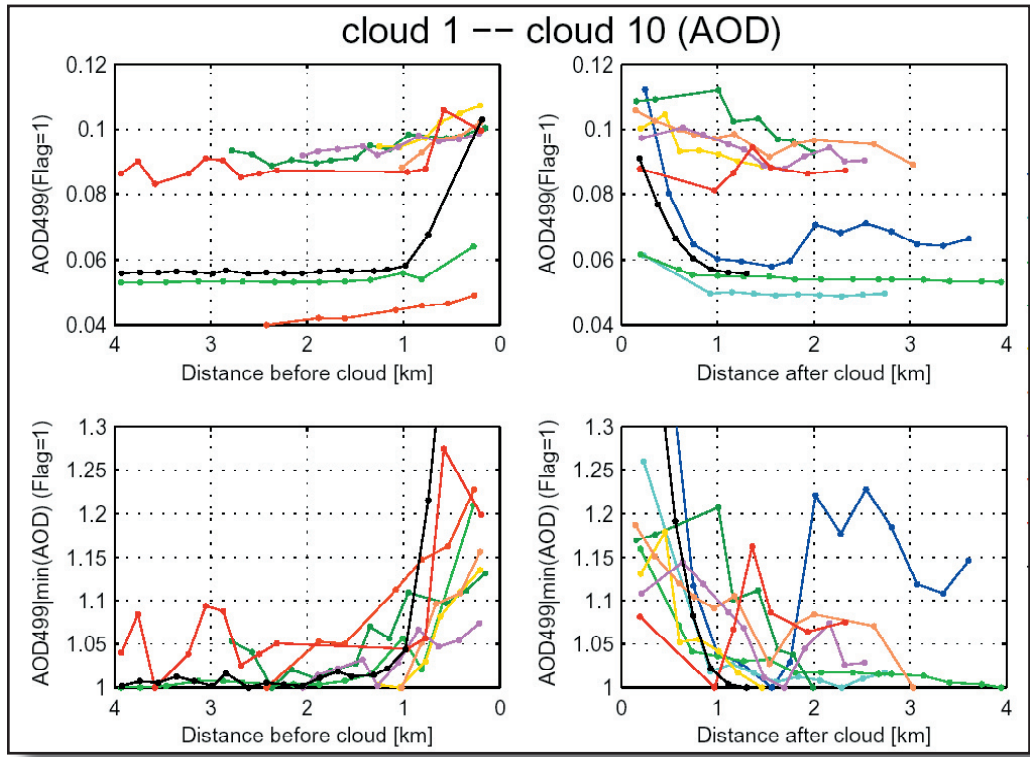 cloud 1 –– cloud 10 (AOD)
AOD499(Flag=1)
0.12
0.1
0.08
0.06
0.04
4 3 2 1 0
Distance before cloud [km]
AOD499(Flag=1)
0.12
0.1
0.08
0.06
0.04
0 1 2 3 4
Distance after cloud [km]
AOD499|min(AOD) (Flag=1)
1.3
1.25
1.2
1.15
1.1
1.05
1
4 3 2 1 0
Distance before cloud [km]
AOD499|min(AOD) (Flag=1)
1.3
1.25
1.2
1.15
1.1
1.05
1
0 1 2 3 4
Distance after cloud [km]